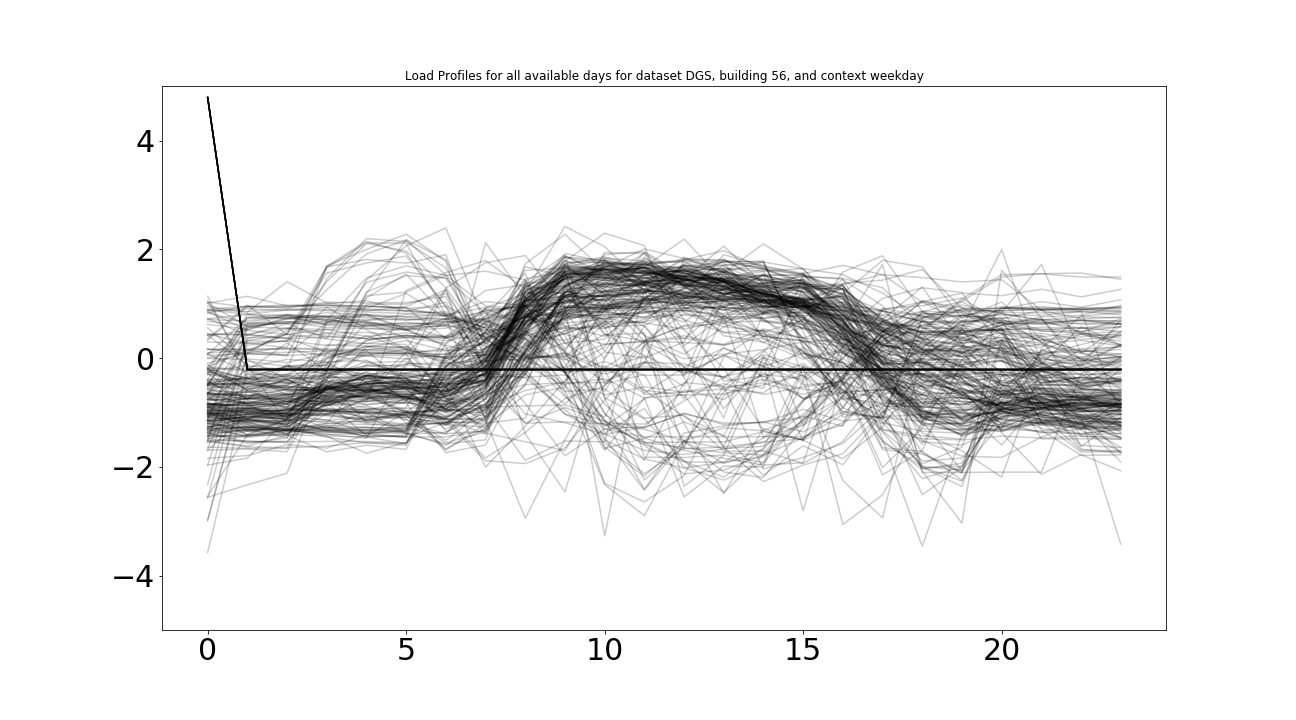 Load Profiles for all available days for dataset DGS, building 56, and context weekday
4
2
0
−2
−4
0 5 10 15 20